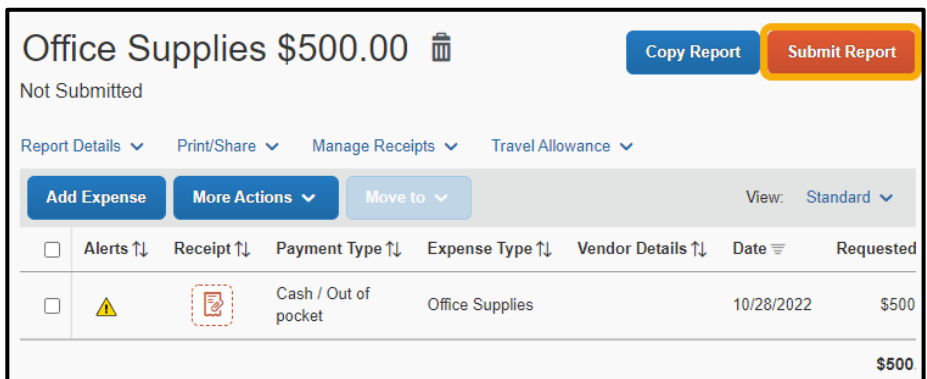 Office Supplies $500.00
Copy Report
Submit Report
Not Submitted
Report Details
Print/Share
Manage Receipts
Travel Allowance
Add Expense
More Actions
Move to
View: Standard
Alerts Receipt Payment Type Expense Type Vendor Details Date Requested
Cash / Out of
pocket
Office Supplies
10/28/2022
$500
$500.